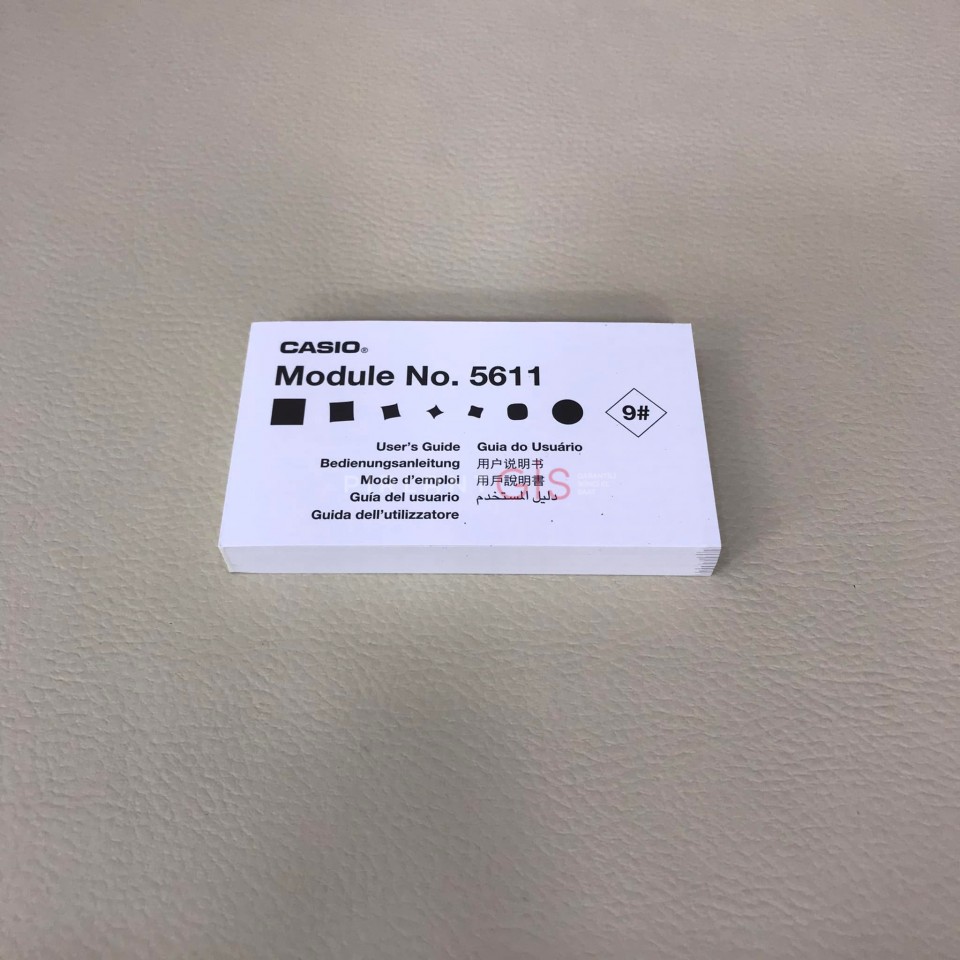 CASIO®
Module No. 5611
9#
User's Guide
Bedienungsanleitung
Mode d'emploi
Guía del usuario
Guida dell'utilizzatore
Guia do Usuário
用户说明书
用戶說明書
دليل المستخدم
GIS